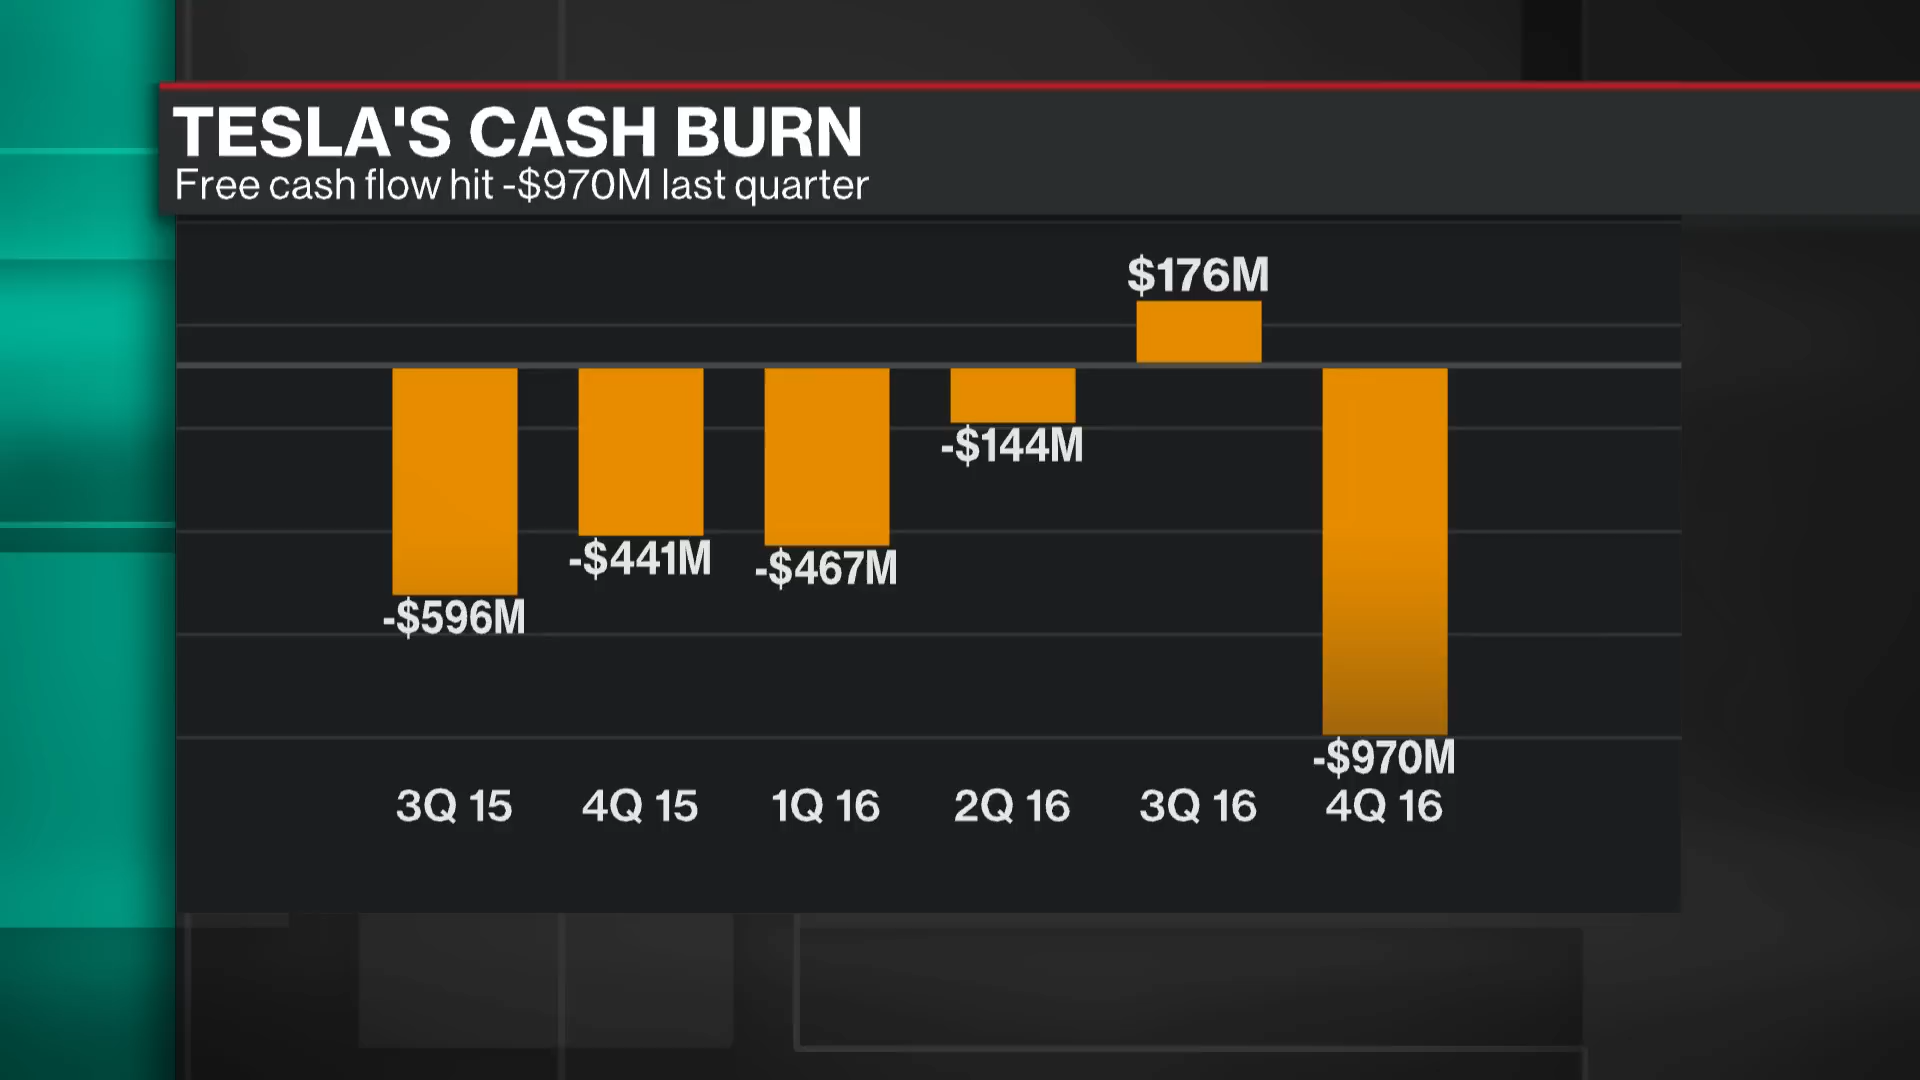 TESLA'S CASH BURN
Free cash flow hit -$970M last quarter
$176M
-$144M
-$441M
-$467M
-$596M
-$970M
3Q 15 4Q 15 1Q 16 2Q 16 3Q 16 4Q 16